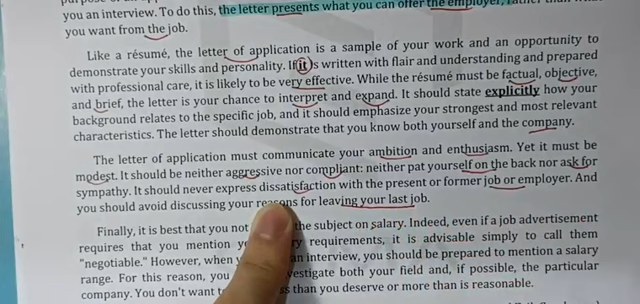 you an interview. To do this, the letter presents what you can offer the employer, rather than
you want from the job.
Like a résumé, the letter of application is a sample of your work and an opportunity to
demonstrate your skills and personality. If it is written with flair and understanding and prepared
with professional care, it is likely to be very effective. While the résumé must be factual, objective,
and brief, the letter is your chance to interpret and expand. It should state explicitly how your
background relates to the specific job, and it should emphasize your strongest and most relevant
characteristics. The letter should demonstrate that you know both yourself and the company.
The letter of application must communicate your ambition and enthusiasm. Yet it must be
modest. It should be neither aggressive nor compliant: neither pat yourself on the back nor ask for
sympathy. It should never express dissatisfaction with the present or former job or employer. And
you should avoid discussing your reasons for leaving your last job.
Finally, it is best that you not the subject on salary. Indeed, even if a job advertisement
requires that you mention requirements, it is advisable simply to call them
"negotiable." However, when an interview, you should be prepared to mention a salary
range. For this reason, you both your field and, if possible, the particular
company. You don't want than you deserve or more than is reasonable.